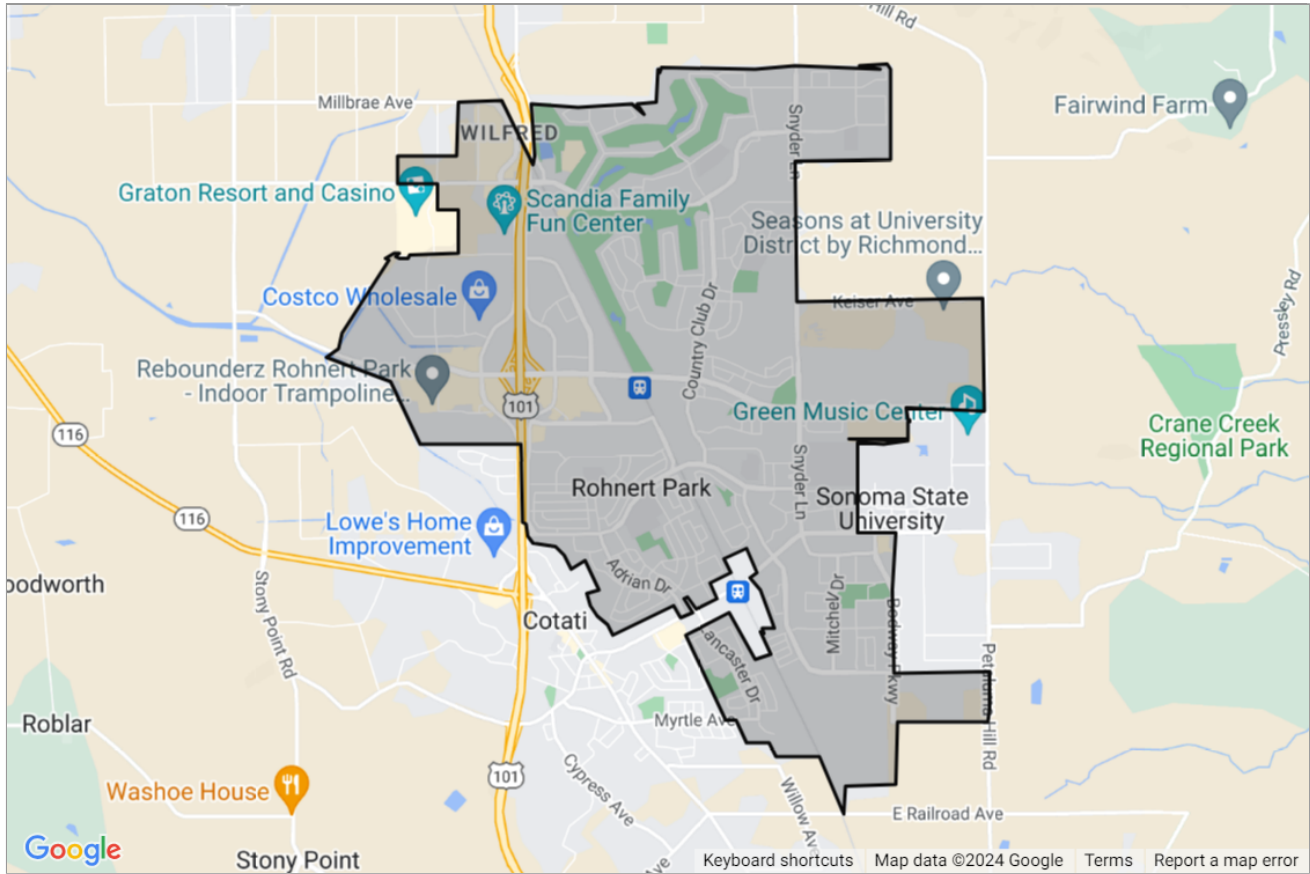 Hill Rd
Millbrae Ave
Fairwind Farm
WILFRED
Snyder Ln
Graton Resort and Casino
Scandia Family
Fun Center
Seasons at University
District by Richmond...
Costco Wholesale
Country Club Dr
Keiser Ave
Pressley Rd
Rebounderz Rohnert Park
- Indoor Trampoline...
101
Green Music Center
116
Crane Creek
Regional Park
Snyder Ln
Rohnert Park
Sonoma State
University
116
Lowe's Home
Improvement
oodworth
Stony Point Rd
Adrian Dr
Mitchell Dr
Bodway Pkwy
Cotati
Lancaster Dr
Petaluma Hill Rd
Roblar
Myrtle Ave
101
Cypress Ave
Willow Ave
Washoe House
E Railroad Ave
Google
Stony Point
Ave
Keyboard shortcuts
Map data ©2024 Google
Terms
Report a map error